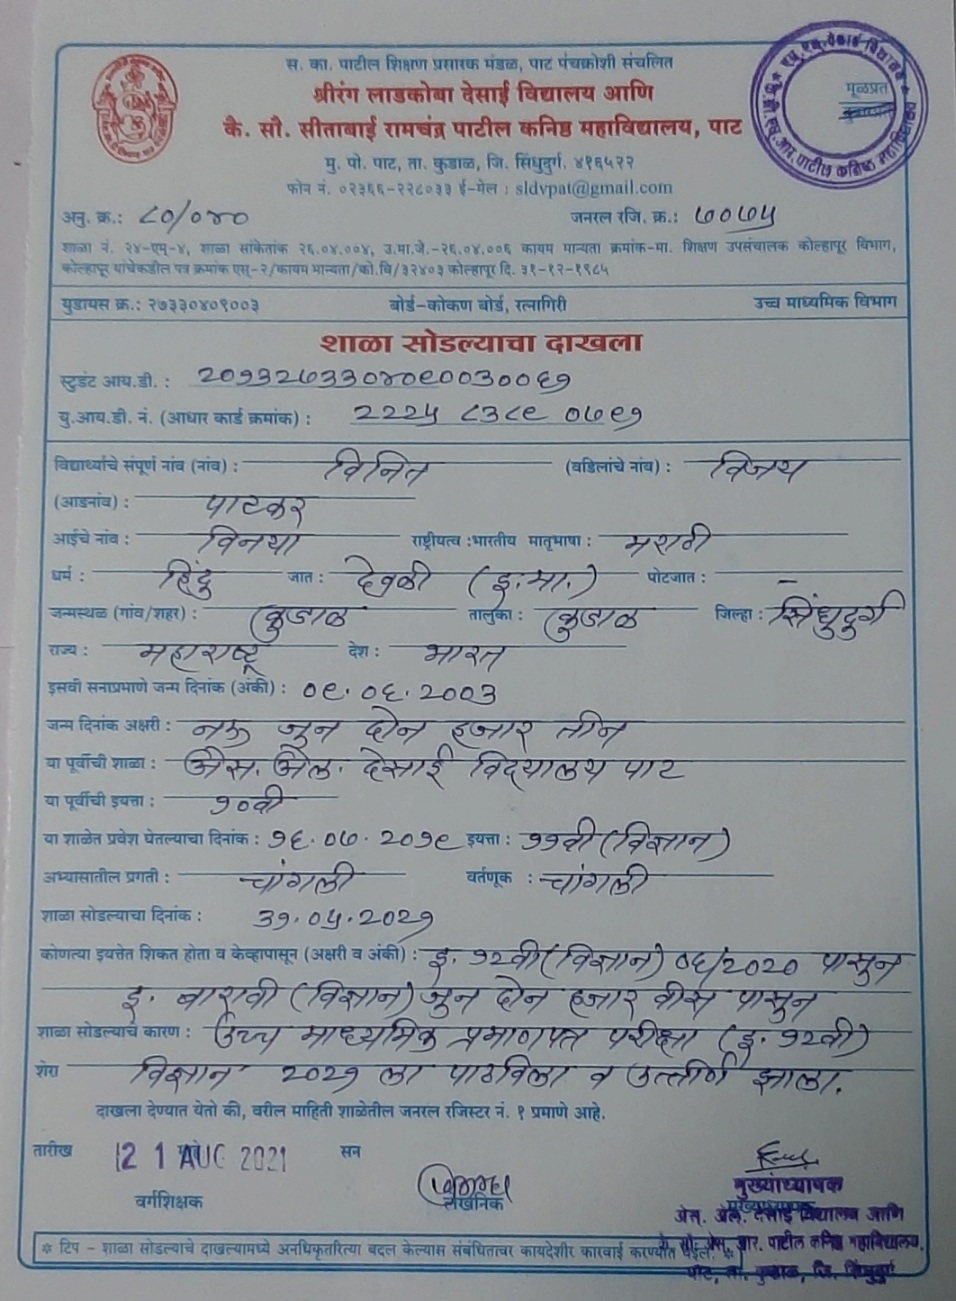 स. का. पाटील शिक्षण प्रसारक मंडळ, पाट पंचक्रोशी संचलित
श्रीरंग लाडकोबा देसाई विद्यालय आणि
कै. सौ. सीताबाई रामचंद्र पाटील कनिष्ठ महाविद्यालय, पाट
मूळप्रत
मु. पो. पाट, ता. कुडाळ, जि. सिंधुदुर्ग. ४१६५२२
फोन नं. ०२३६६-२२८०३३ ई-मेल : sldvpat@gmail.com
अनु. क्र.: ८०/०४० जनरल रजि. क्र.: ७०७५
शाळा नं. २४-एम्-४, शाळा सांकेतांक २६.०४.००४, उ.मा.जे.-२६.०४.००६ कायम मान्यता क्रमांक-मा. शिक्षण उपसंचालक कोल्हापूर विभाग,
कोल्हापूर यांचेकडील पत्र क्रमांक एस्-२/कायम मान्यता/को.वि/३२४०३ कोल्हापूर दि. ३१-१२-१९८५
युडायस क्र.: २७३३०४०९००३ बोर्ड-कोकण बोर्ड, रत्नागिरी उच्च माध्यमिक विभाग
शाळा सोडल्याचा दाखला
स्टुडंट आय.डी. : २०१३२७३३०४०९००३००६१
यु.आय.डी. नं. (आधार कार्ड क्रमांक) : २२२५ ८३८९ ०७९१
विद्यार्थ्याचे संपूर्ण नांव (नांव) : विनित (वडिलांचे नांव) : विजय
(आडनांव) : पाटकर
आईचे नांव : विनया राष्ट्रीयत्व :भारतीय मातृभाषा : मराठी
धर्म : हिंदु जात : देवळी (इ.मा.) पोटजात : –
जन्मस्थळ (गांव/शहर) : कुडाळ तालुका : कुडाळ जिल्हा : सिंधुदुर्ग
राज्य : महाराष्ट्र देश : भारत
इसवी सनाप्रमाणे जन्म दिनांक (अंकी) : ०९.०६.२००३
जन्म दिनांक अक्षरी : नऊ जुन दोन हजार तीन
या पूर्वीची शाळा : अॅस. अॅल. देसाई विद्यालय पाट
या पूर्वीची इयत्ता : १०वी
या शाळेत प्रवेश घेतल्याचा दिनांक : १६.०७.२०१९ इयत्ता : ११वी (विज्ञान)
अभ्यासातील प्रगती : चांगली वर्तणूक : चांगली
शाळा सोडल्याचा दिनांक : ३१.०५.२०२१
कोणत्या इयत्तेत शिकत होता व केव्हापासून (अक्षरी व अंकी) : इ. १२वी (विज्ञान) ०६/२०२० पासुन
इ. बारावी (विज्ञान) जुन दोन हजार वीस पासुन
शाळा सोडल्याचे कारण : उच्च माध्यमिक प्रमाणपत्र परीक्षा (इ. १२वी)
शेरा विज्ञान २०२१ ला पाठविला व उत्तीर्ण झाला.
दाखला देण्यात येतो की, वरील माहिती शाळेतील जनरल रजिस्टर नं. १ प्रमाणे आहे.
तारीख 21 AUG 2021 सन
वर्गशिक्षक लेखनिक मुख्याध्यापक
अॅस. अॅल. देसाई विद्यालय आणि
आर. पाटील कनिष्ठ महाविद्यालय,
पाट, ता. कुडाळ, जि. सिंधुदुर्ग
* टिप - शाळा सोडल्याचे दाखल्यामध्ये अनधिकृतरित्या बदल केल्यास संबंधितावर कायदेशीर कारवाई करण्यात येईल. *